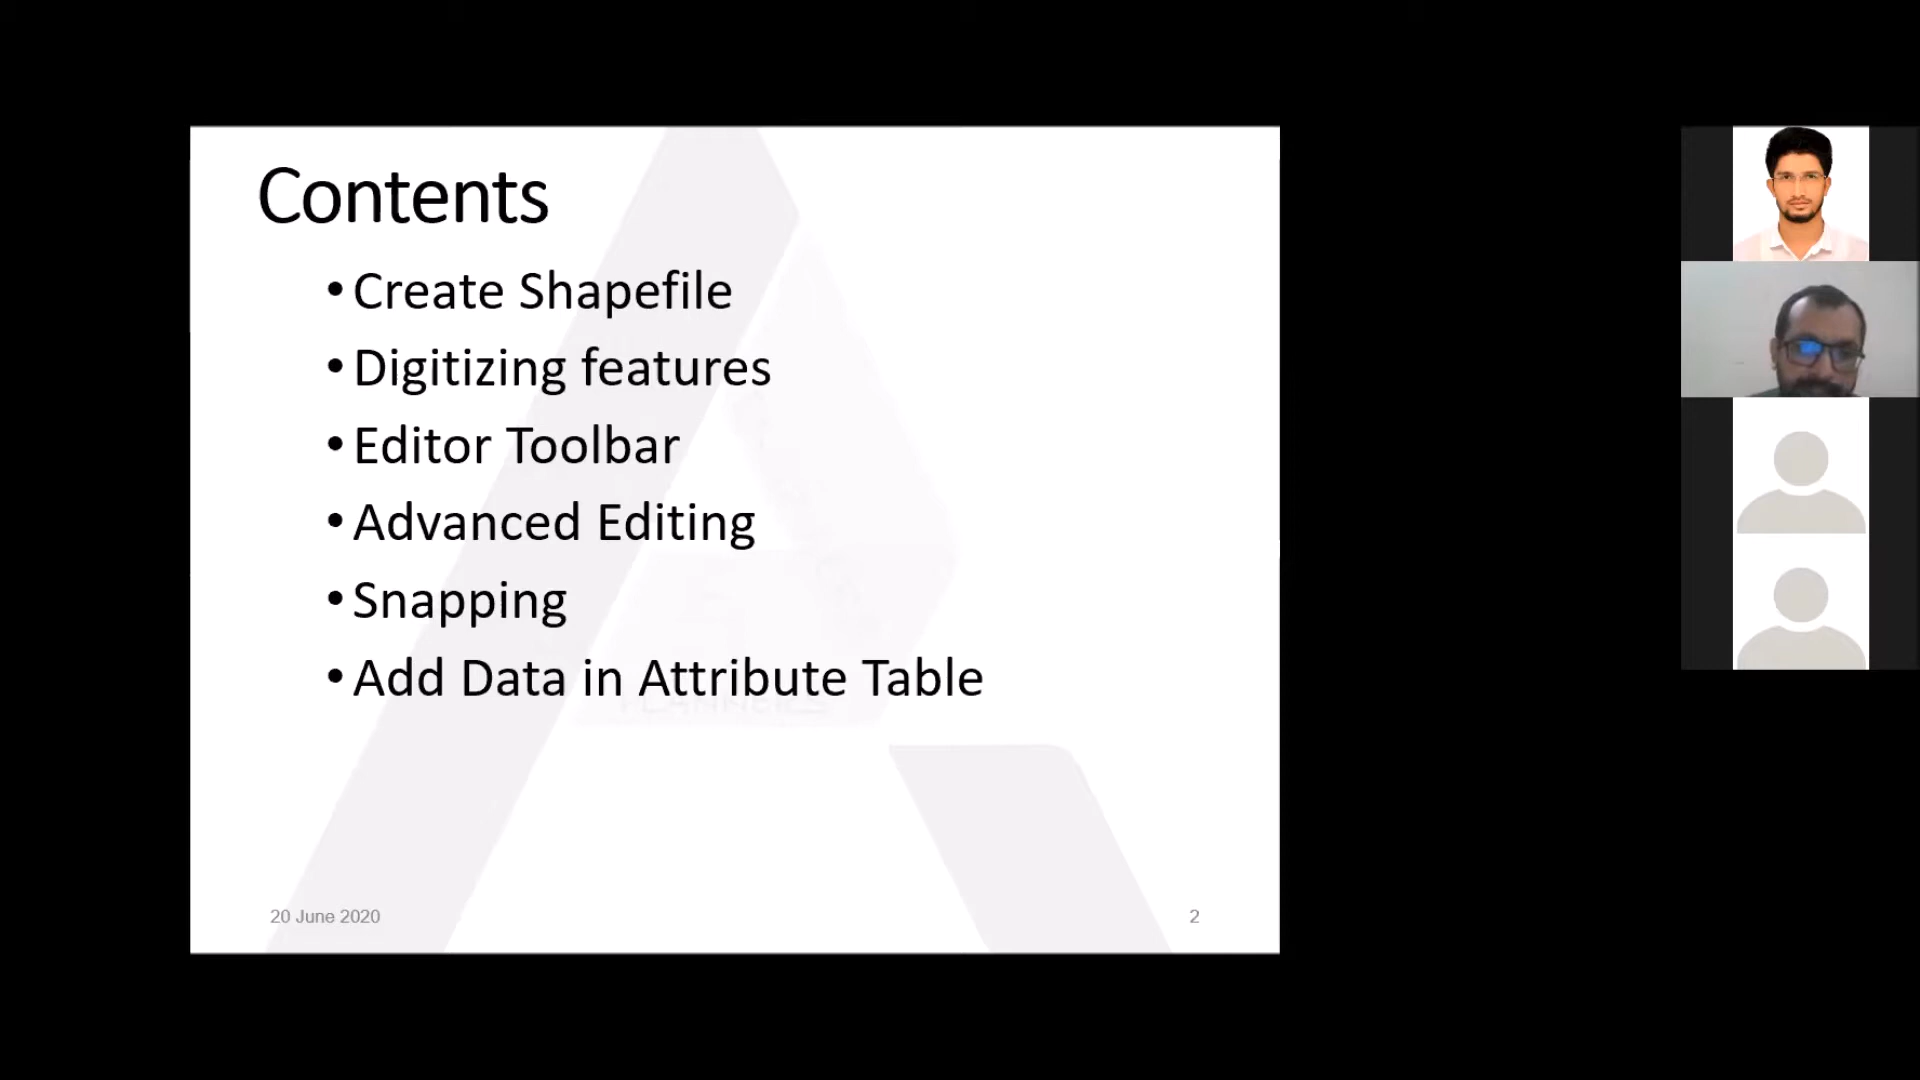 Contents
• Create Shapefile
• Digitizing features
• Editor Toolbar
• Advanced Editing
• Snapping
• Add Data in Attribute Table
20 June 2020
2